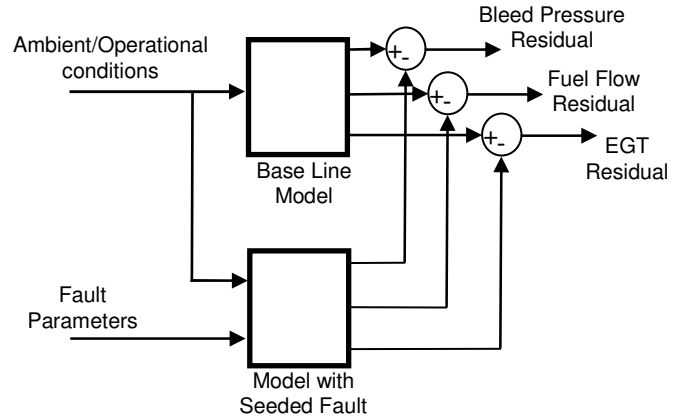 Bleed Pressure
Residual
Ambient/Operational
conditions
+
-
Fuel Flow
Residual
+
-
EGT
Residual
+
-
Base Line
Model
Fault
Parameters
Model with
Seeded Fault